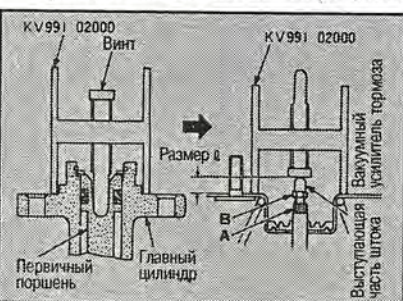 KV991 02000
Винт
KV991 02000
Размер ℓ
B
A
Первичный
поршень
Главный
цилиндр
Вакуумный
усилитель тормоза
Выступающая
часть штока